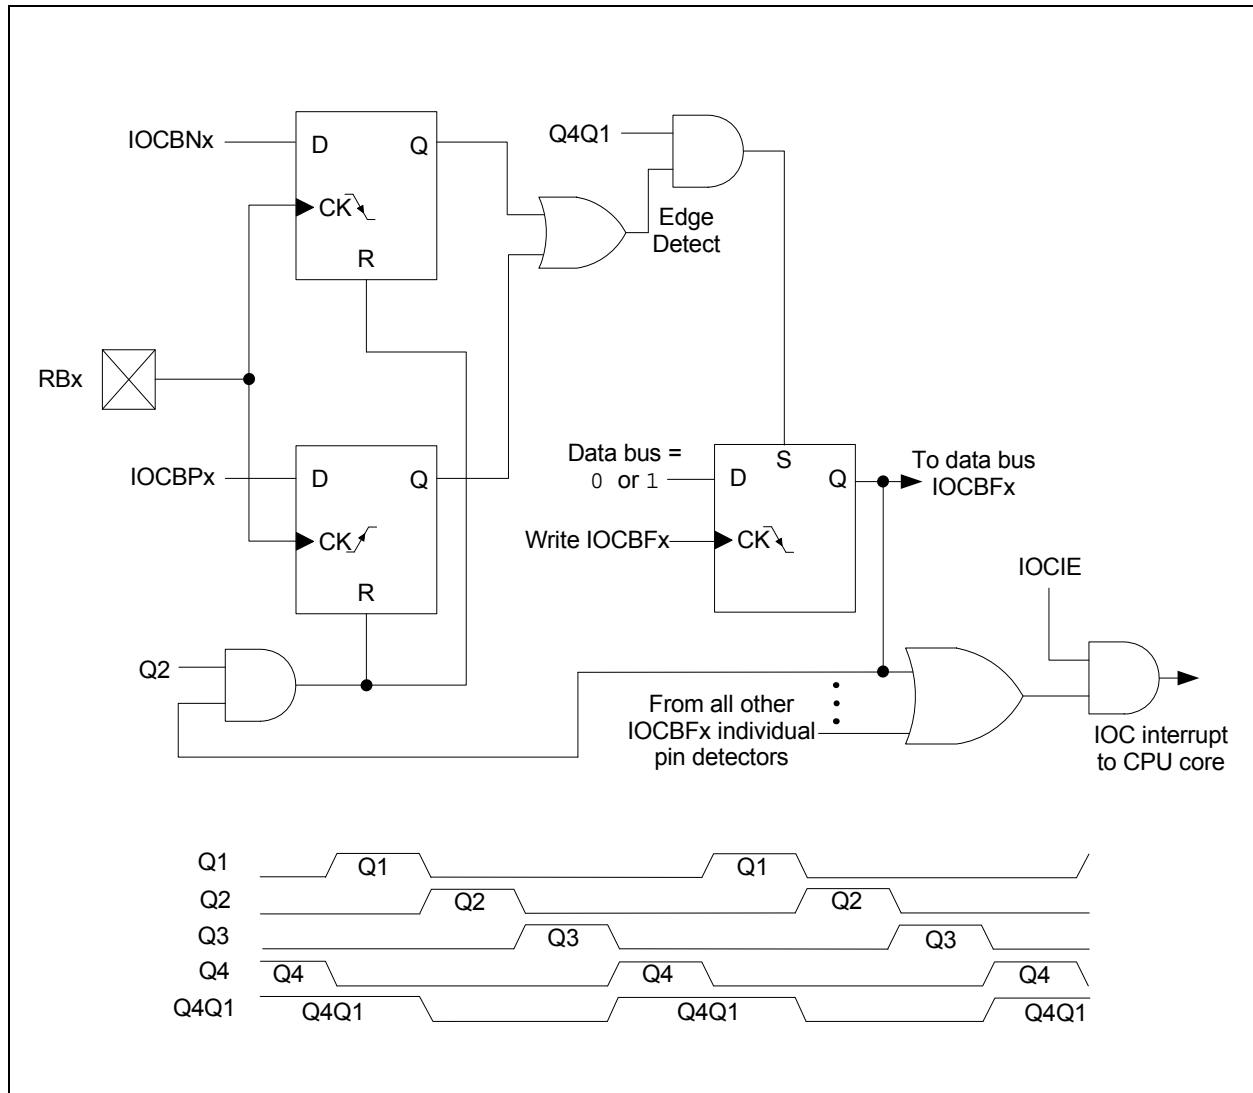 IOCBNx
D
Q
CK
R
Q4Q1
Edge
Detect
RBx
IOCBPx
D
Q
CK
R
Q2
Data bus =
0 or 1
D
S
Q
Write IOCBFx
CK
To data bus
IOCBFx
IOCIE
From all other
IOCBFx individual
pin detectors
IOC interrupt
to CPU core
Q1 Q1 Q1
Q2 Q2 Q2
Q3 Q3 Q3
Q4 Q4 Q4 Q4
Q4Q1 Q4Q1 Q4Q1 Q4Q1